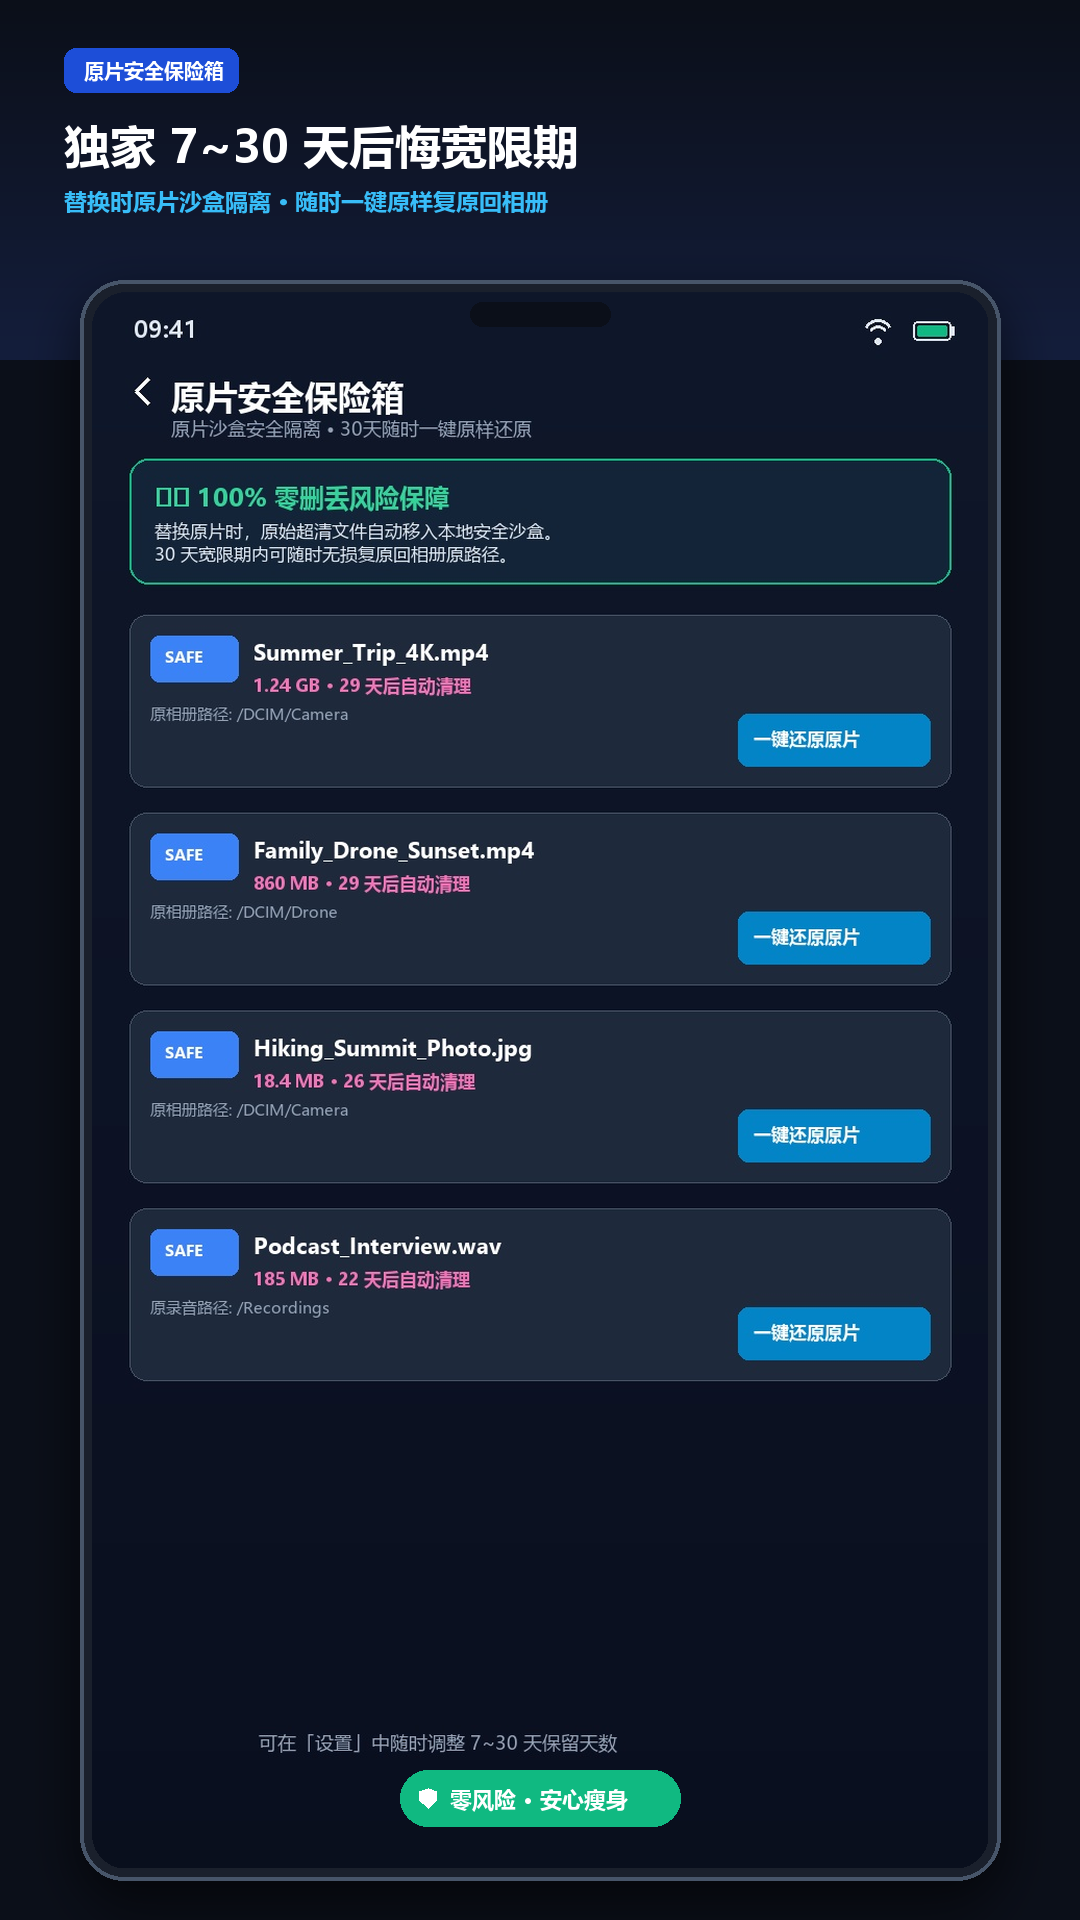 原片安全保险箱
独家 7~30 天后悔宽限期
替换时原片沙盒隔离 • 随时一键原样复原回相册
09:41
原片安全保险箱
原片沙盒安全隔离 • 30天随时一键原样还原
100% 零删丢风险保障
替换原片时，原始超清文件自动移入本地安全沙盒。
30 天宽限期内可随时无损复原回相册原路径。
SAFE
Summer_Trip_4K.mp4
1.24 GB • 29 天后自动清理
原相册路径: /DCIM/Camera
一键还原原片
SAFE
Family_Drone_Sunset.mp4
860 MB • 29 天后自动清理
原相册路径: /DCIM/Drone
一键还原原片
SAFE
Hiking_Summit_Photo.jpg
18.4 MB • 26 天后自动清理
原相册路径: /DCIM/Camera
一键还原原片
SAFE
Podcast_Interview.wav
185 MB • 22 天后自动清理
原录音路径: /Recordings
一键还原原片
可在「设置」中随时调整 7~30 天保留天数
零风险 • 安心瘦身